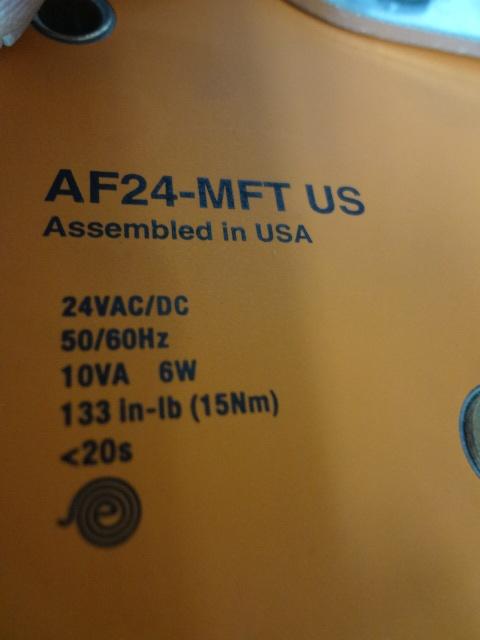 AF24-MFT US
Assembled in USA
24VAC/DC
50/60Hz
10VA 6W
133 in-lb (15Nm)
<20s